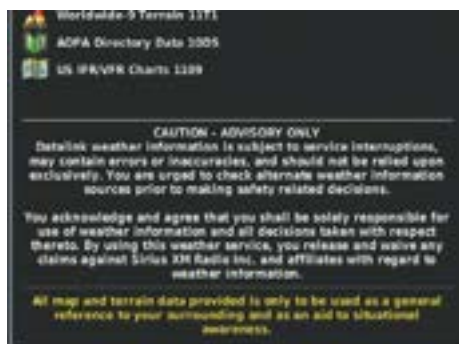 Worldwide-9 Terrain 11T1
AOPA Directory Data 10D5
US IFR/VFR Charts 1109
CAUTION - ADVISORY ONLY
Datalink weather information is subject to service interruptions,
may contain errors or inaccuracies, and should not be relied upon
exclusively. You are urged to check alternate weather information
sources prior to making safety related decisions.
You acknowledge and agree that you shall be solely responsible for
use of weather information and all decisions taken with respect
thereto. By using this weather service, you release and waive any
claims against Sirius XM Radio Inc. and affiliates with regard to
weather information.
All map and terrain data provided is only to be used as a general
reference to your surrounding and as an aid to situational
awareness.